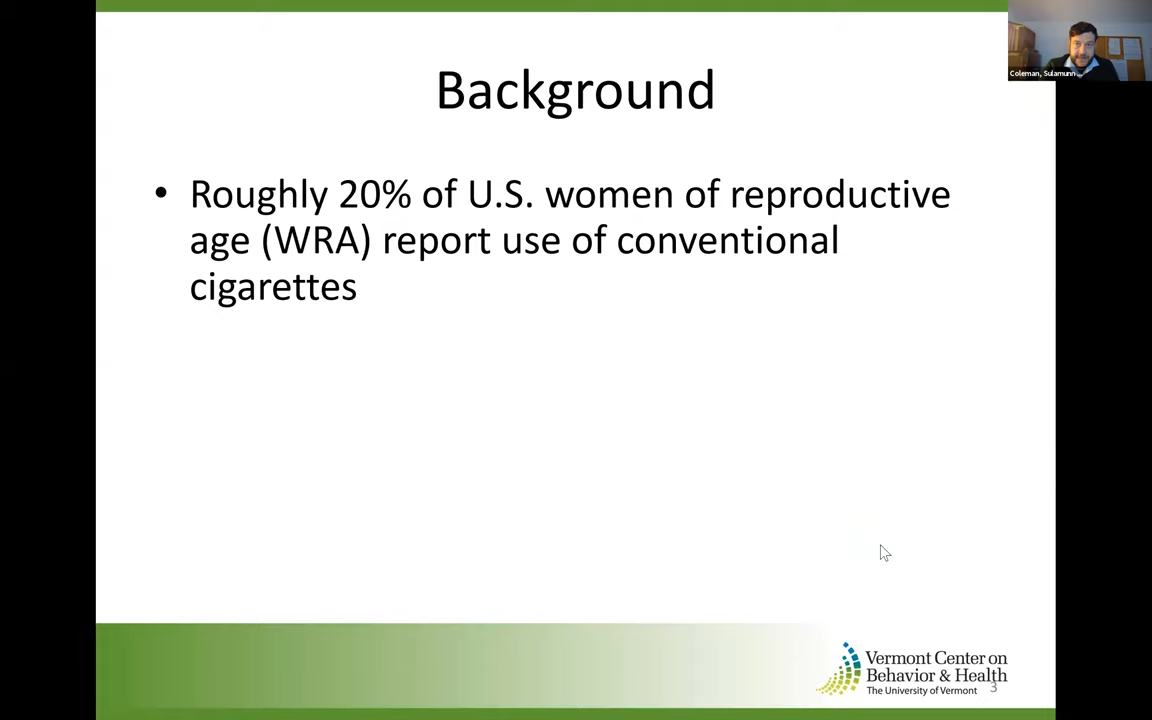 Background
• Roughly 20% of U.S. women of reproductive
age (WRA) report use of conventional
cigarettes
Coleman, Sulamunn ...
Vermont Center on
Behavior & Health
The University of Vermont
3